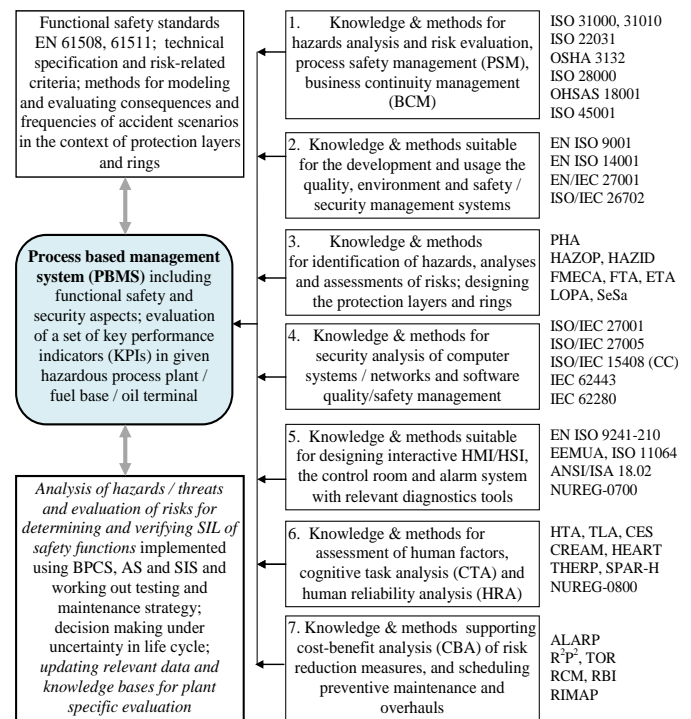 Functional safety standards
EN 61508, 61511; technical
specification and risk-related
criteria; methods for modeling
and evaluating consequences and
frequencies of accident scenarios
in the context of protection layers
and rings
Process based management
system (PBMS) including
functional safety and
security aspects; evaluation
of a set of key performance
indicators (KPIs) in given
hazardous process plant /
fuel base / oil terminal
Analysis of hazards / threats
and evaluation of risks for
determining and verifying SIL of
safety functions implemented
using BPCS, AS and SIS and
working out testing and
maintenance strategy;
decision making under
uncertainty in life cycle;
updating relevant data and
knowledge bases for plant
specific evaluation
1. Knowledge & methods for
hazards analysis and risk evaluation,
process safety management (PSM),
business continuity management
(BCM)
ISO 31000, 31010
ISO 22031
OSHA 3132
ISO 28000
OHSAS 18001
ISO 45001
2. Knowledge & methods suitable
for the development and usage the
quality, environment and safety /
security management systems
EN ISO 9001
EN ISO 14001
EN/IEC 27001
ISO/IEC 26702
3. Knowledge & methods
for identification of hazards, analyses
and assessments of risks; designing
the protection layers and rings
PHA
HAZOP, HAZID
FMECA, FTA, ETA
LOPA, SeSa
4. Knowledge & methods for
security analysis of computer
systems / networks and software
quality/safety management
ISO/IEC 27001
ISO/IEC 27005
ISO/IEC 15408 (CC)
IEC 62443
IEC 62280
5. Knowledge & methods suitable
for designing interactive HMI/HSI,
the control room and alarm system
with relevant diagnostics tools
EN ISO 9241-210
EEMUA, ISO 11064
ANSI/ISA 18.02
NUREG-0700
6. Knowledge & methods for
assessment of human factors,
cognitive task analysis (CTA) and
human reliability analysis (HRA)
HTA, TLA, CES
CREAM, HEART
THERP, SPAR-H
NUREG-0800
7. Knowledge & methods supporting
cost-benefit analysis (CBA) of risk
reduction measures, and scheduling
preventive maintenance and
overhauls
ALARP
R²P², TOR
RCM, RBI
RIMAP